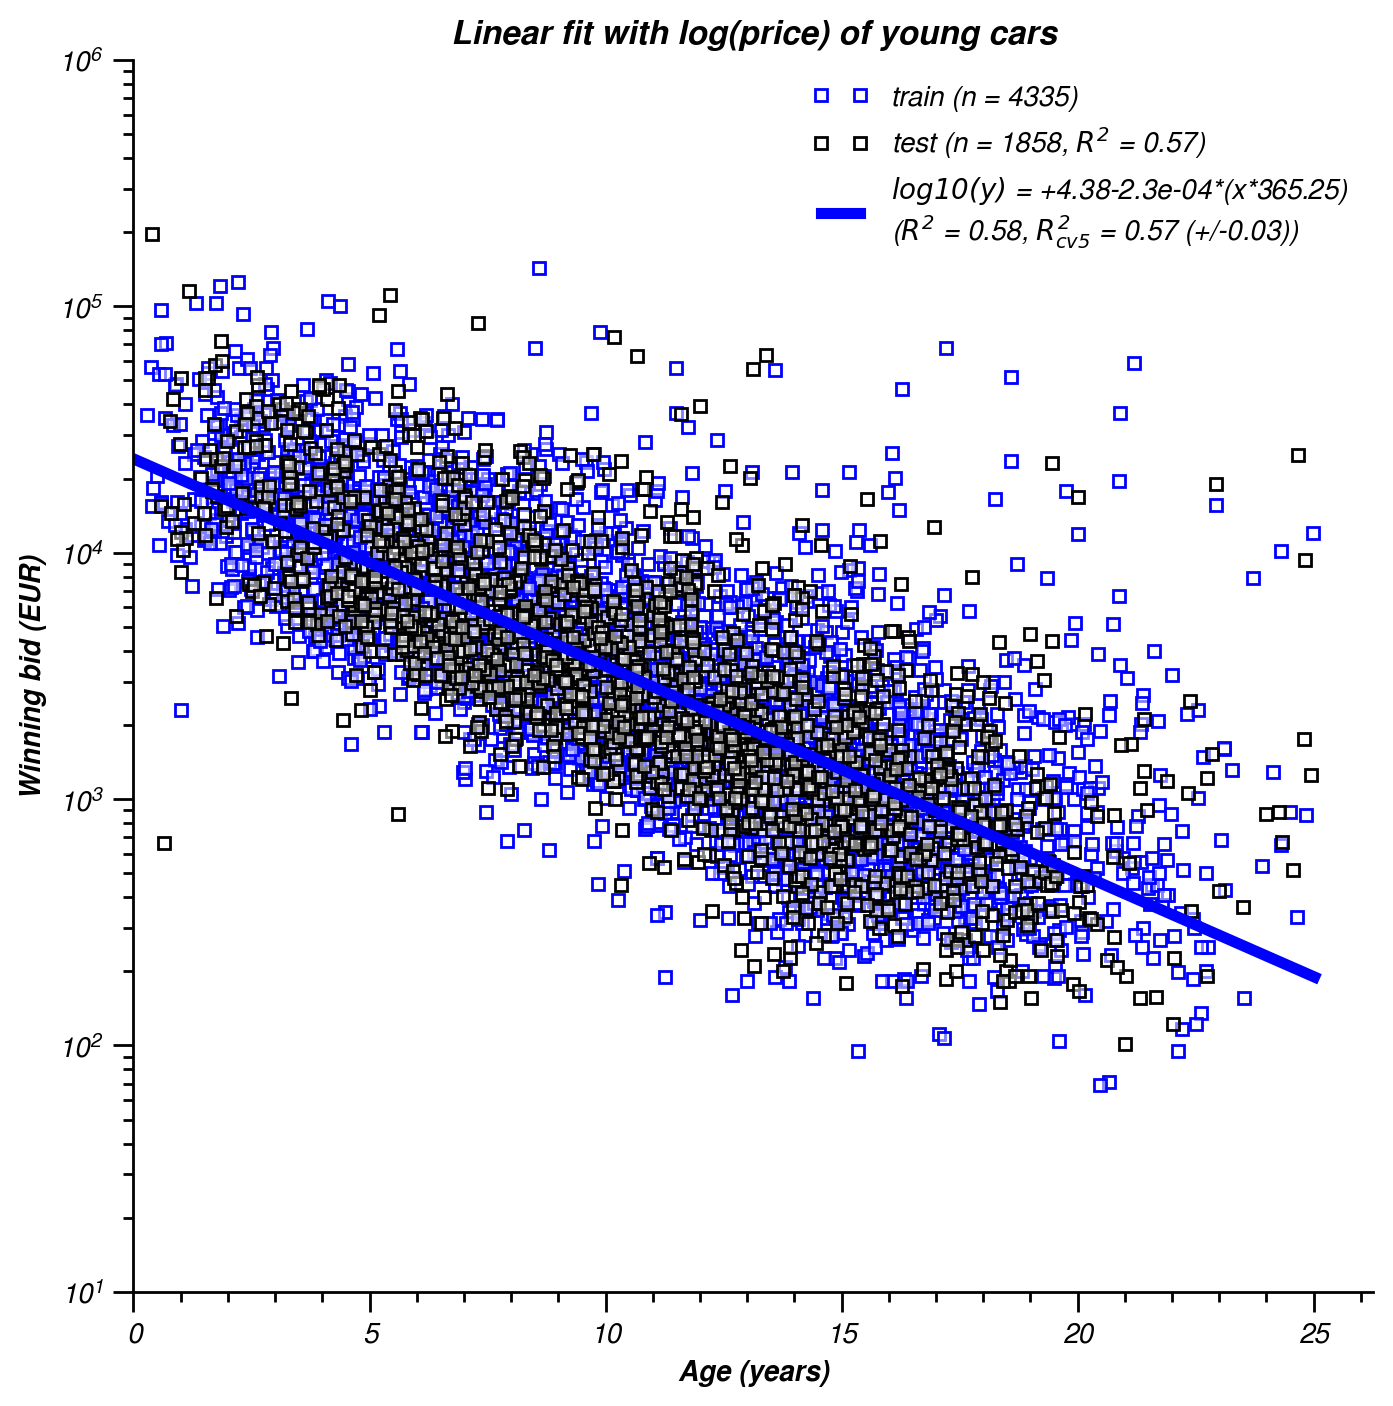 Linear fit with log(price) of young cars
train (n = 4335)
test (n = 1858, R² = 0.57)
log10(y) = +4.38-2.3e-04*(x*365.25)
(R² = 0.58, R²cv5 = 0.57 (+/-0.03))
Winning bid (EUR)
10⁶
10⁵
10⁴
10³
10²
10¹
0 5 10 15 20 25
Age (years)